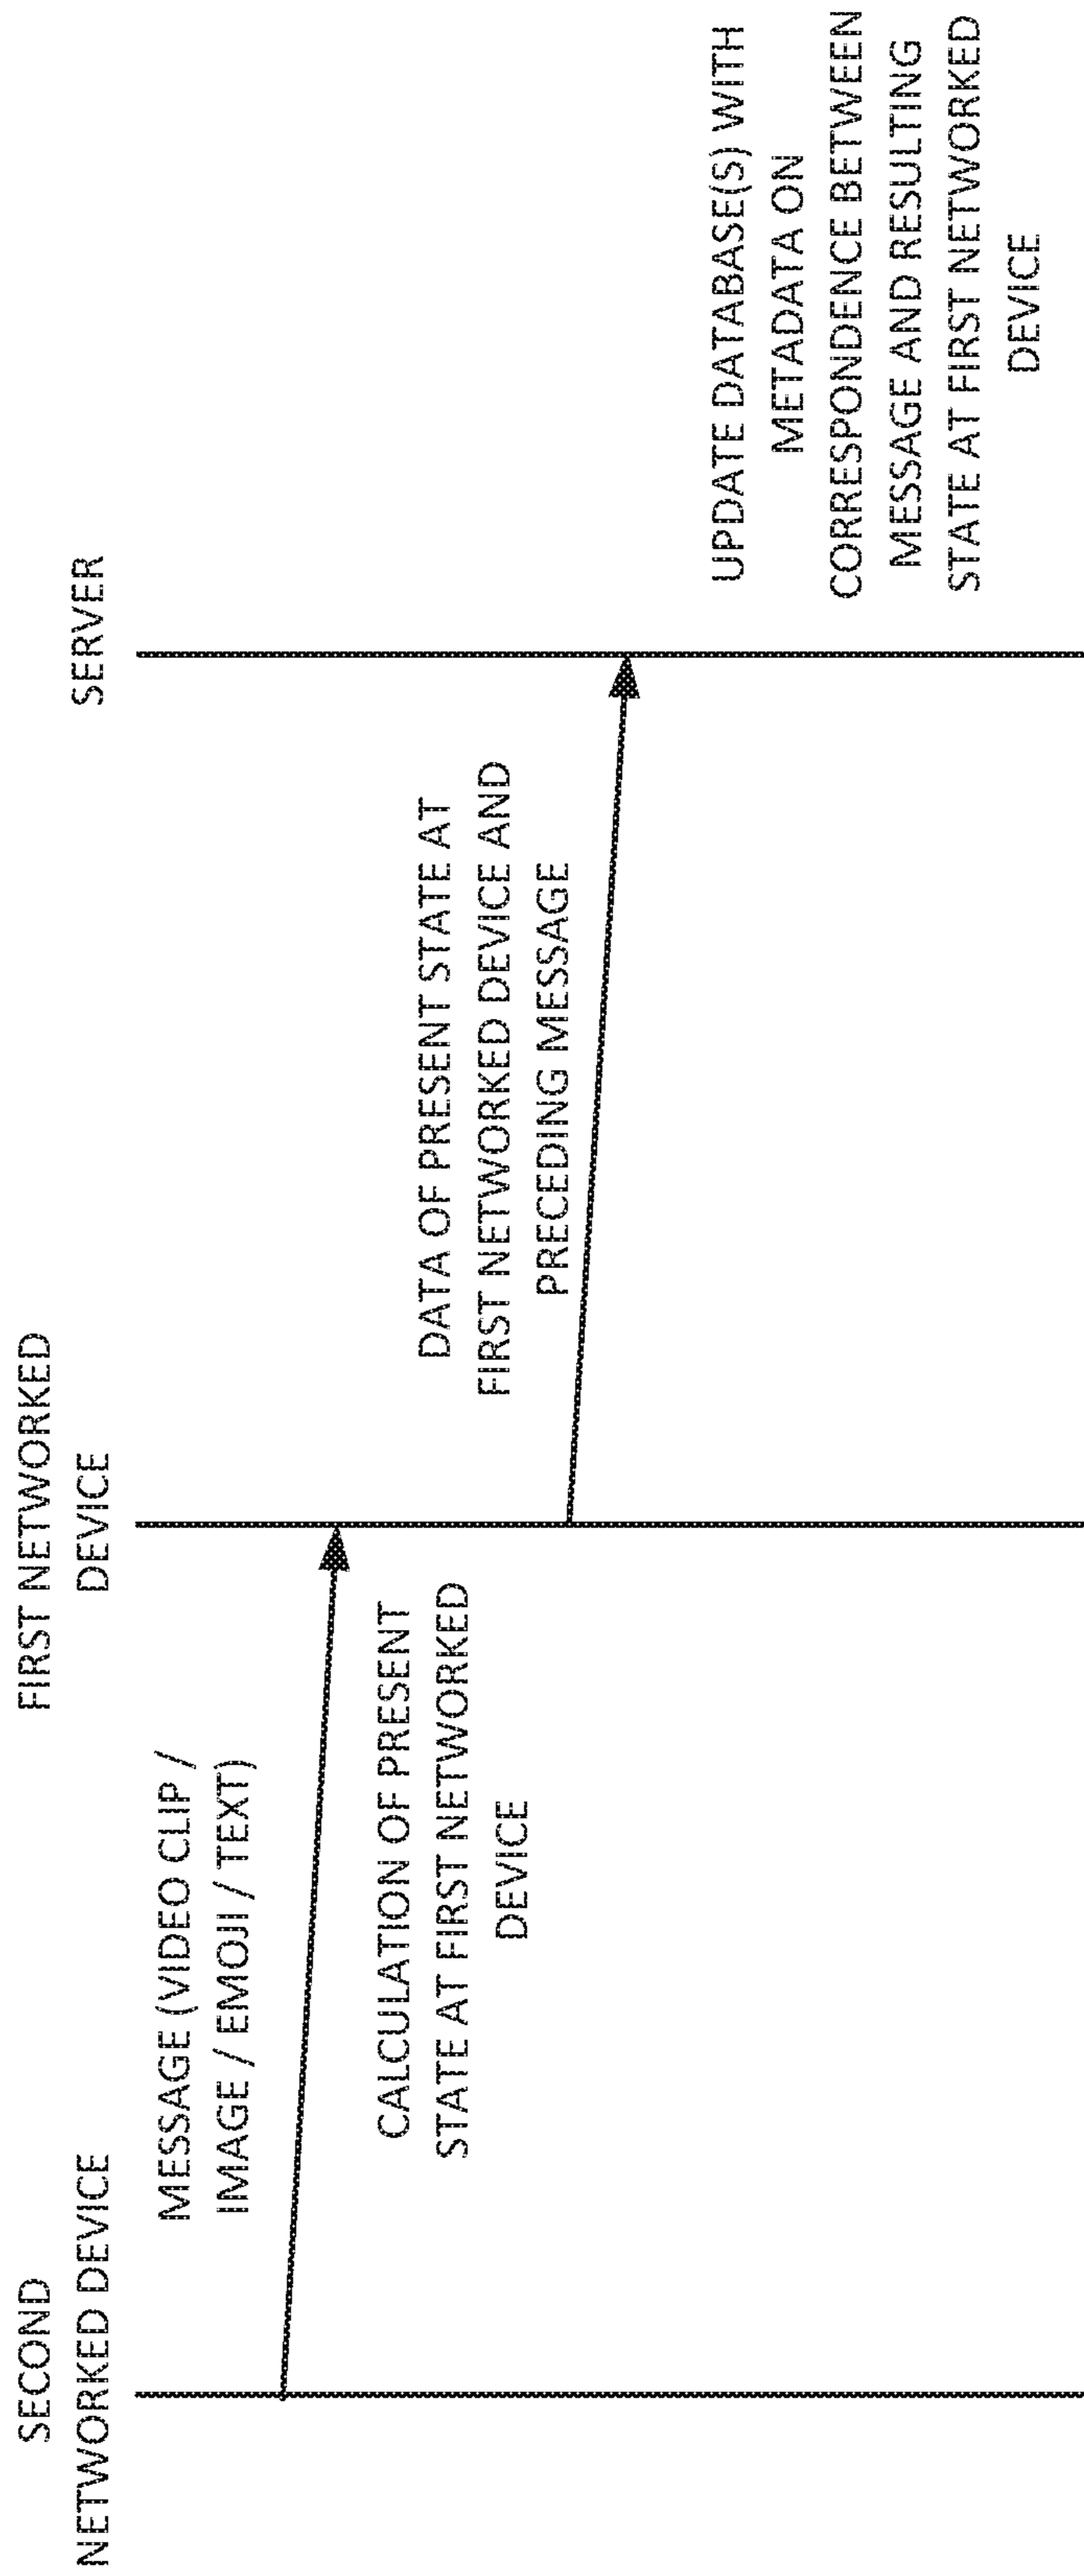 SECOND
NETWORKED DEVICE
FIRST NETWORKED
DEVICE
SERVER
MESSAGE (VIDEO CLIP /
IMAGE / EMOJI / TEXT)
CALCULATION OF PRESENT
STATE AT FIRST NETWORKED
DEVICE
DATA OF PRESENT STATE AT
FIRST NETWORKED DEVICE AND
PRECEDING MESSAGE
UPDATE DATABASE(S) WITH
METADATA ON
CORRESPONDENCE BETWEEN
MESSAGE AND RESULTING
STATE AT FIRST NETWORKED
DEVICE